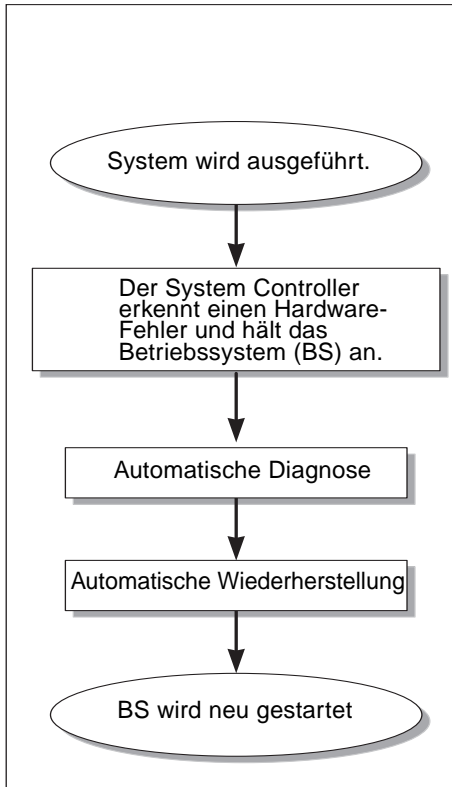 System wird ausgeführt.
Der System Controller
erkennt einen Hardware-
Fehler und hält das
Betriebssystem (BS) an.
Automatische Diagnose
Automatische Wiederherstellung
BS wird neu gestartet